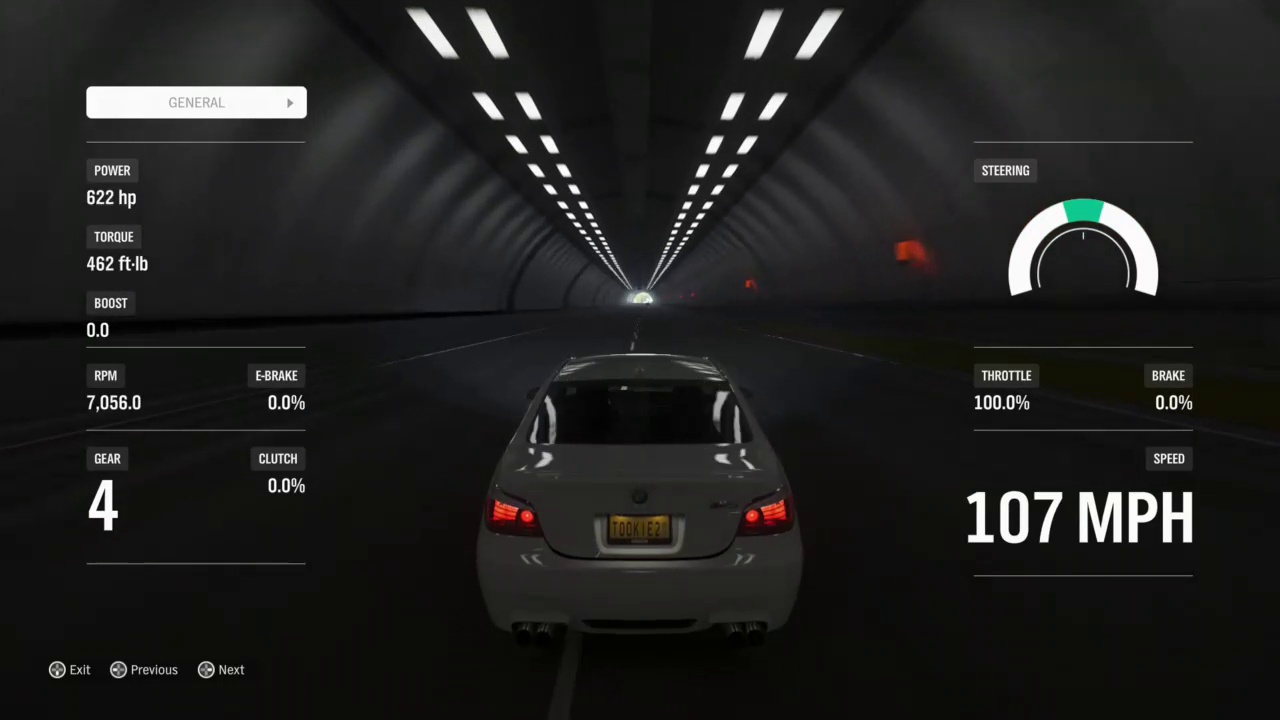 GENERAL
POWER
622 hp
TORQUE
462 ft·lb
BOOST
0.0
RPM
E-BRAKE
7,056.0
0.0%
GEAR
CLUTCH
4
0.0%
STEERING
THROTTLE
BRAKE
100.0%
0.0%
SPEED
107 MPH
TOOKIE2
Exit
Previous
Next